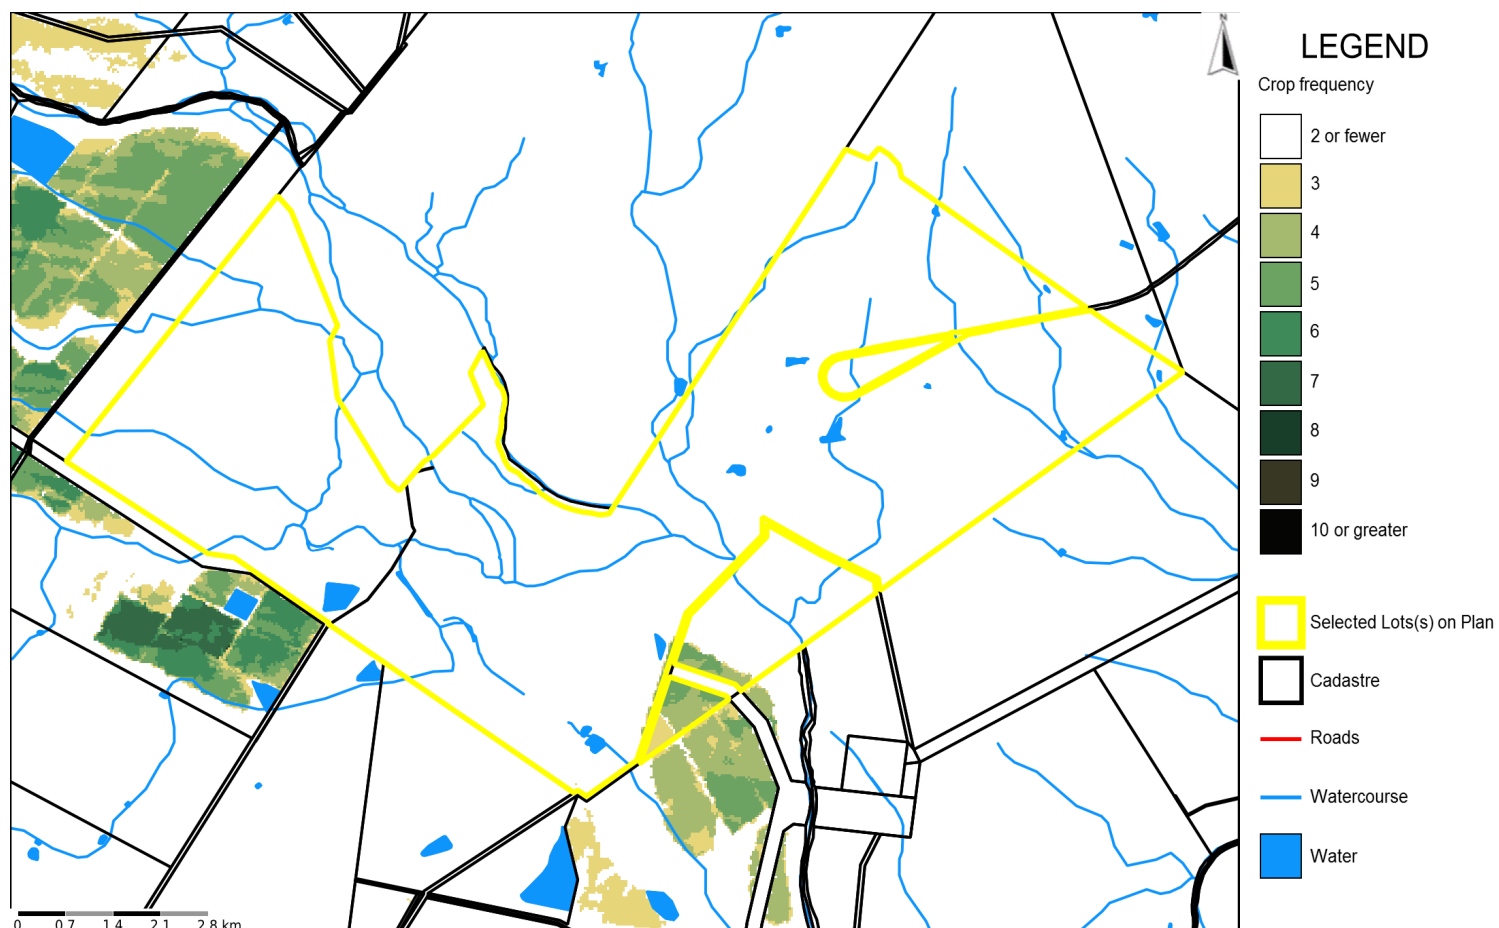 N
LEGEND
Crop frequency
2 or fewer
3
4
5
6
7
8
9
10 or greater
Selected Lots(s) on Plan
Cadastre
Roads
Watercourse
Water
0 0.7 1.4 2.1 2.8 km